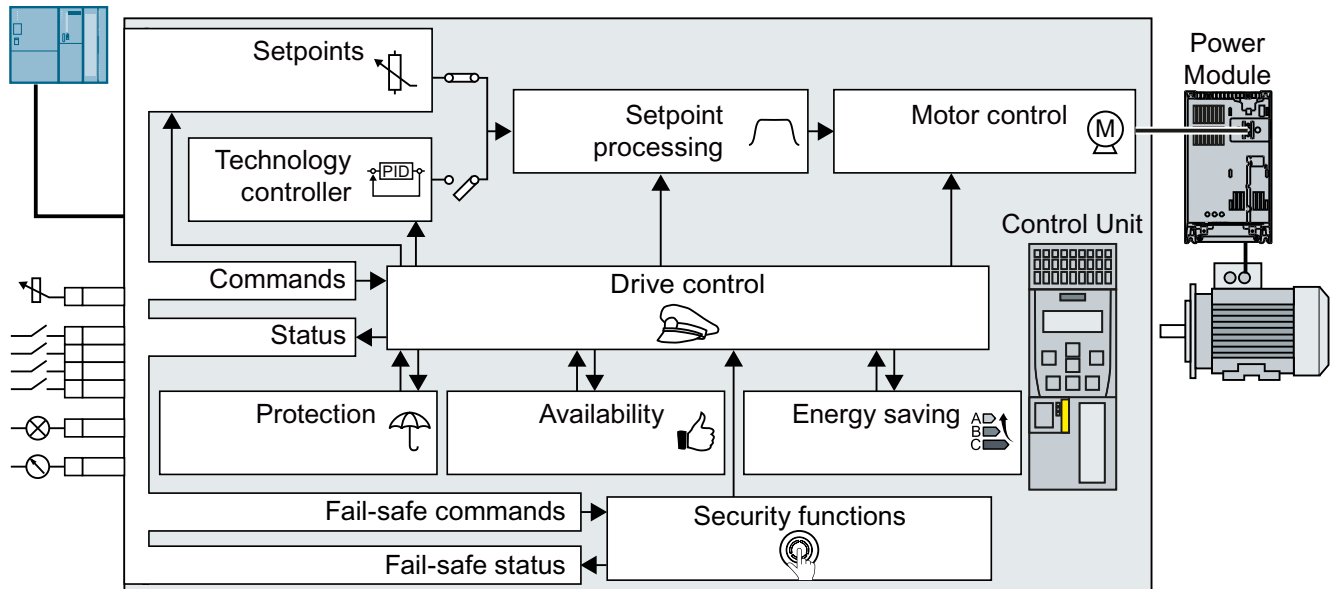 Setpoints
Power
Module
Setpoint
processing
Motor control
M
Technology
controller
PID
Control Unit
Commands
Drive control
Status
Protection
Availability
Energy saving
A
B
C
Fail-safe commands
Security functions
Fail-safe status